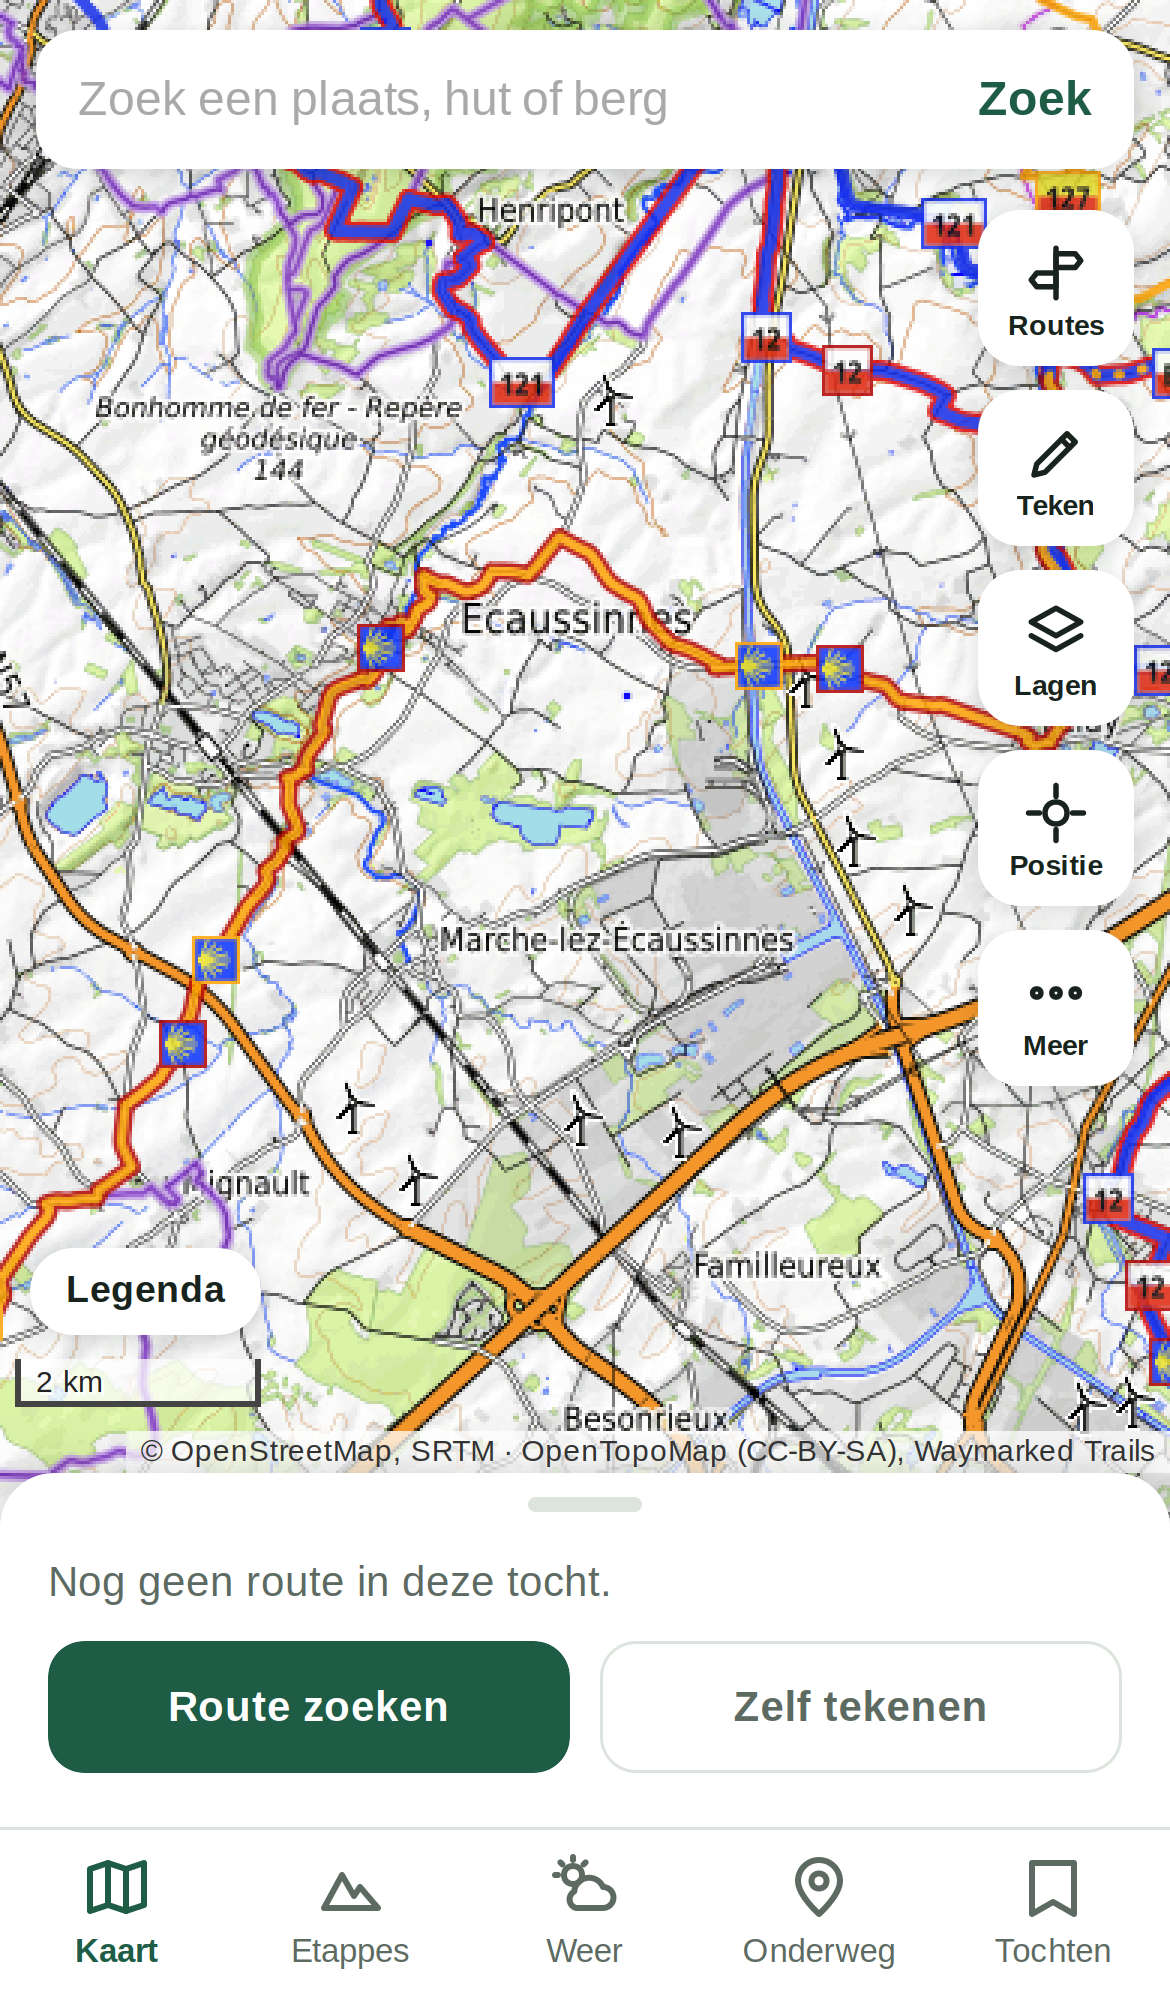 Zoek een plaats, hut of berg
Zoek
Henripont
127
121
Routes
12
12
121
Bonhomme de fer - Repère
géodésique
144
Teken
Ecaussinnes
Lagen
12
Positie
Marche-lez-Écaussinnes
Meer
12
ignault
Familleureux
Legenda
12
2 km
Besonrieux
© OpenStreetMap, SRTM · OpenTopoMap (CC-BY-SA), Waymarked Trails
Nog geen route in deze tocht.
Route zoeken
Zelf tekenen
Kaart
Etappes
Weer
Onderweg
Tochten